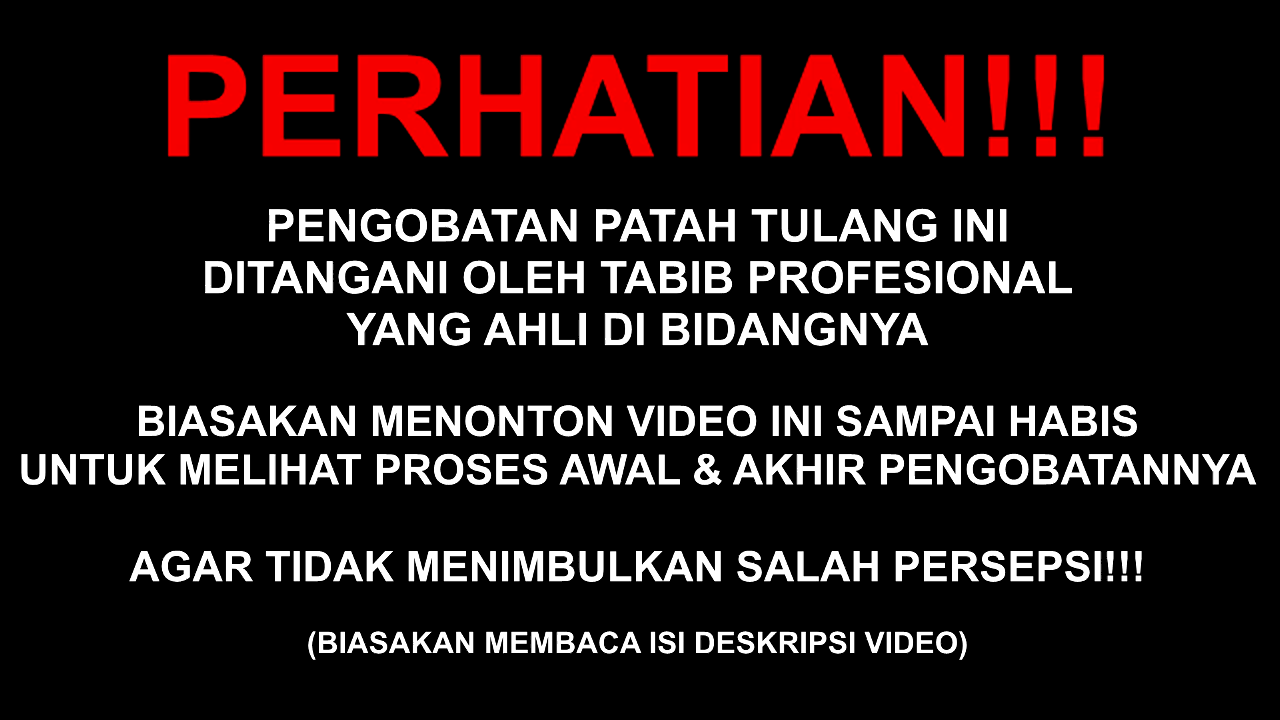 PERHATIAN!!!
PENGOBATAN PATAH TULANG INI
DITANGANI OLEH TABIB PROFESIONAL
YANG AHLI DI BIDANGNYA
BIASAKAN MENONTON VIDEO INI SAMPAI HABIS
UNTUK MELIHAT PROSES AWAL & AKHIR PENGOBATANNYA
AGAR TIDAK MENIMBULKAN SALAH PERSEPSI!!!
(BIASAKAN MEMBACA ISI DESKRIPSI VIDEO)